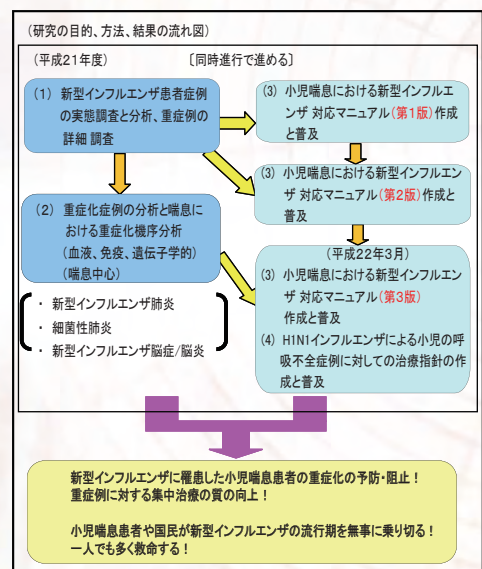 (研究の目的、方法、結果の流れ図)
(平成21年度)
〔同時進行で進める〕
(1) 新型インフルエンザ患者症例
の実態調査と分析、重症例の
詳細 調査
(2) 重症化症例の分析と喘息に
おける重症化機序分析
(血液、免疫、遺伝子学的)
(喘息中心)
・ 新型インフルエンザ肺炎
・ 細菌性肺炎
・ 新型インフルエンザ脳症/脳炎
(3) 小児喘息における新型インフルエ
ンザ 対応マニュアル(第1版)作成
と普及
(3) 小児喘息における新型インフルエン
ザ 対応マニュアル(第2版)作成と
普及
(平成22年3月)
(3) 小児喘息における新型インフルエン
ザ 対応マニュアル(第3版)
作成と普及
(4) H1N1インフルエンザによる小児の呼
吸不全症例に対しての治療指針の作
成と普及
新型インフルエンザに罹患した小児喘息患者の重症化の予防・阻止!
重症例に対する集中治療の質の向上!
小児喘息患者や国民が新型インフルエンザの流行期を無事に乗り切る!
一人でも多く救命する!